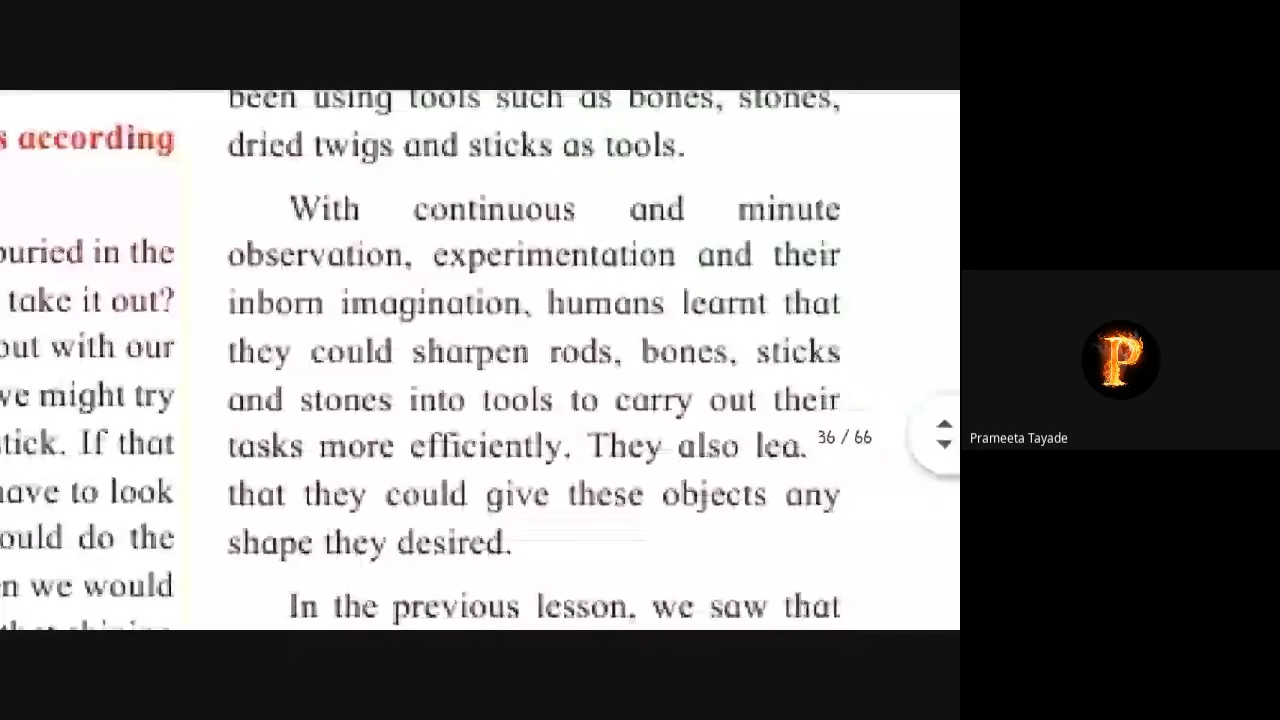 s according
buried in the
take it out?
out with our
we might try
stick. If that
have to look
ould do the
n we would
been using tools such as bones, stones,
dried twigs and sticks as tools.
With continuous and minute
observation, experimentation and their
inborn imagination, humans learnt that
they could sharpen rods, bones, sticks
and stones into tools to carry out their
tasks more efficiently. They also lea.
that they could give these objects any
shape they desired.
In the previous lesson, we saw that
36 / 66
P
Prameeta Tayade